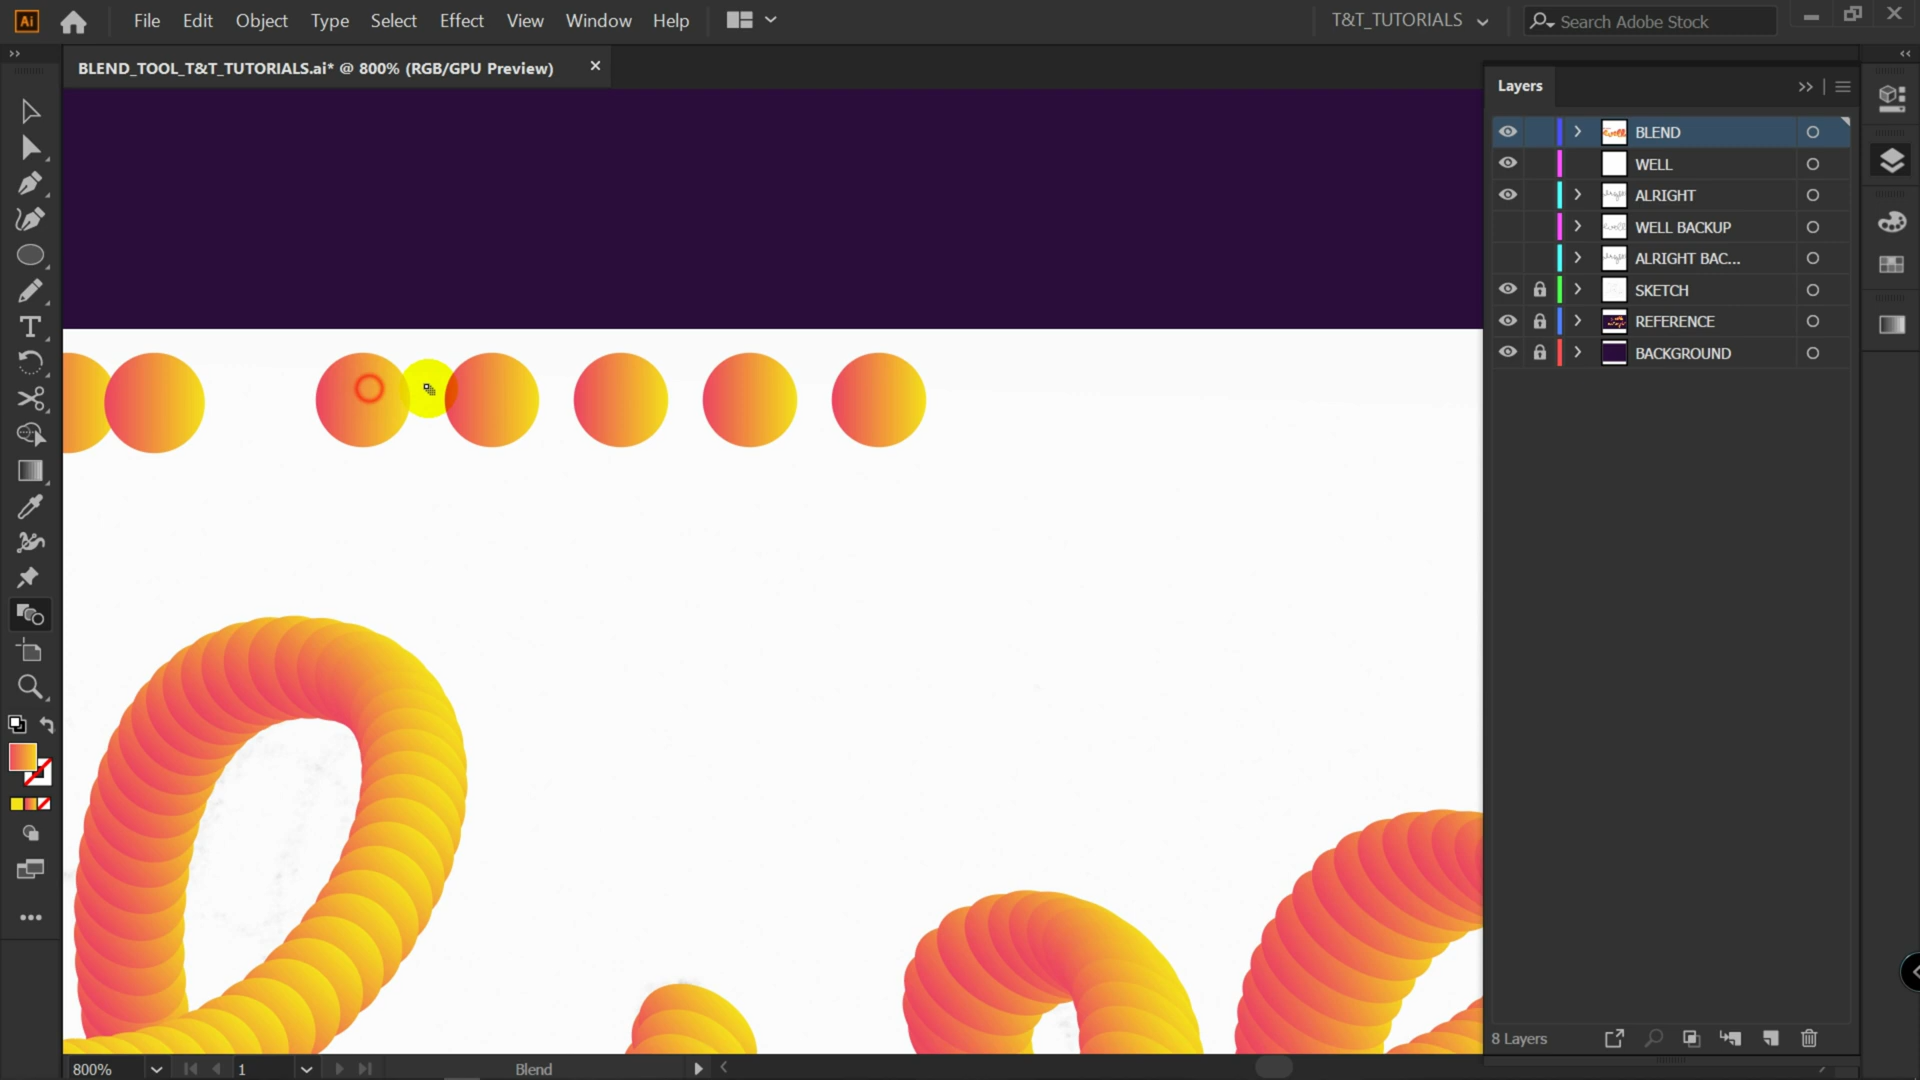 Ai File Edit Object Type Select Effect View Window Help T&T_TUTORIALS Search Adobe Stock
BLEND_TOOL_T&T_TUTORIALS.ai* @ 800% (RGB/GPU Preview)
Layers
BLEND
WELL
ALRIGHT
WELL BACKUP
ALRIGHT BAC...
SKETCH
REFERENCE
BACKGROUND
8 Layers
800% 1 Blend